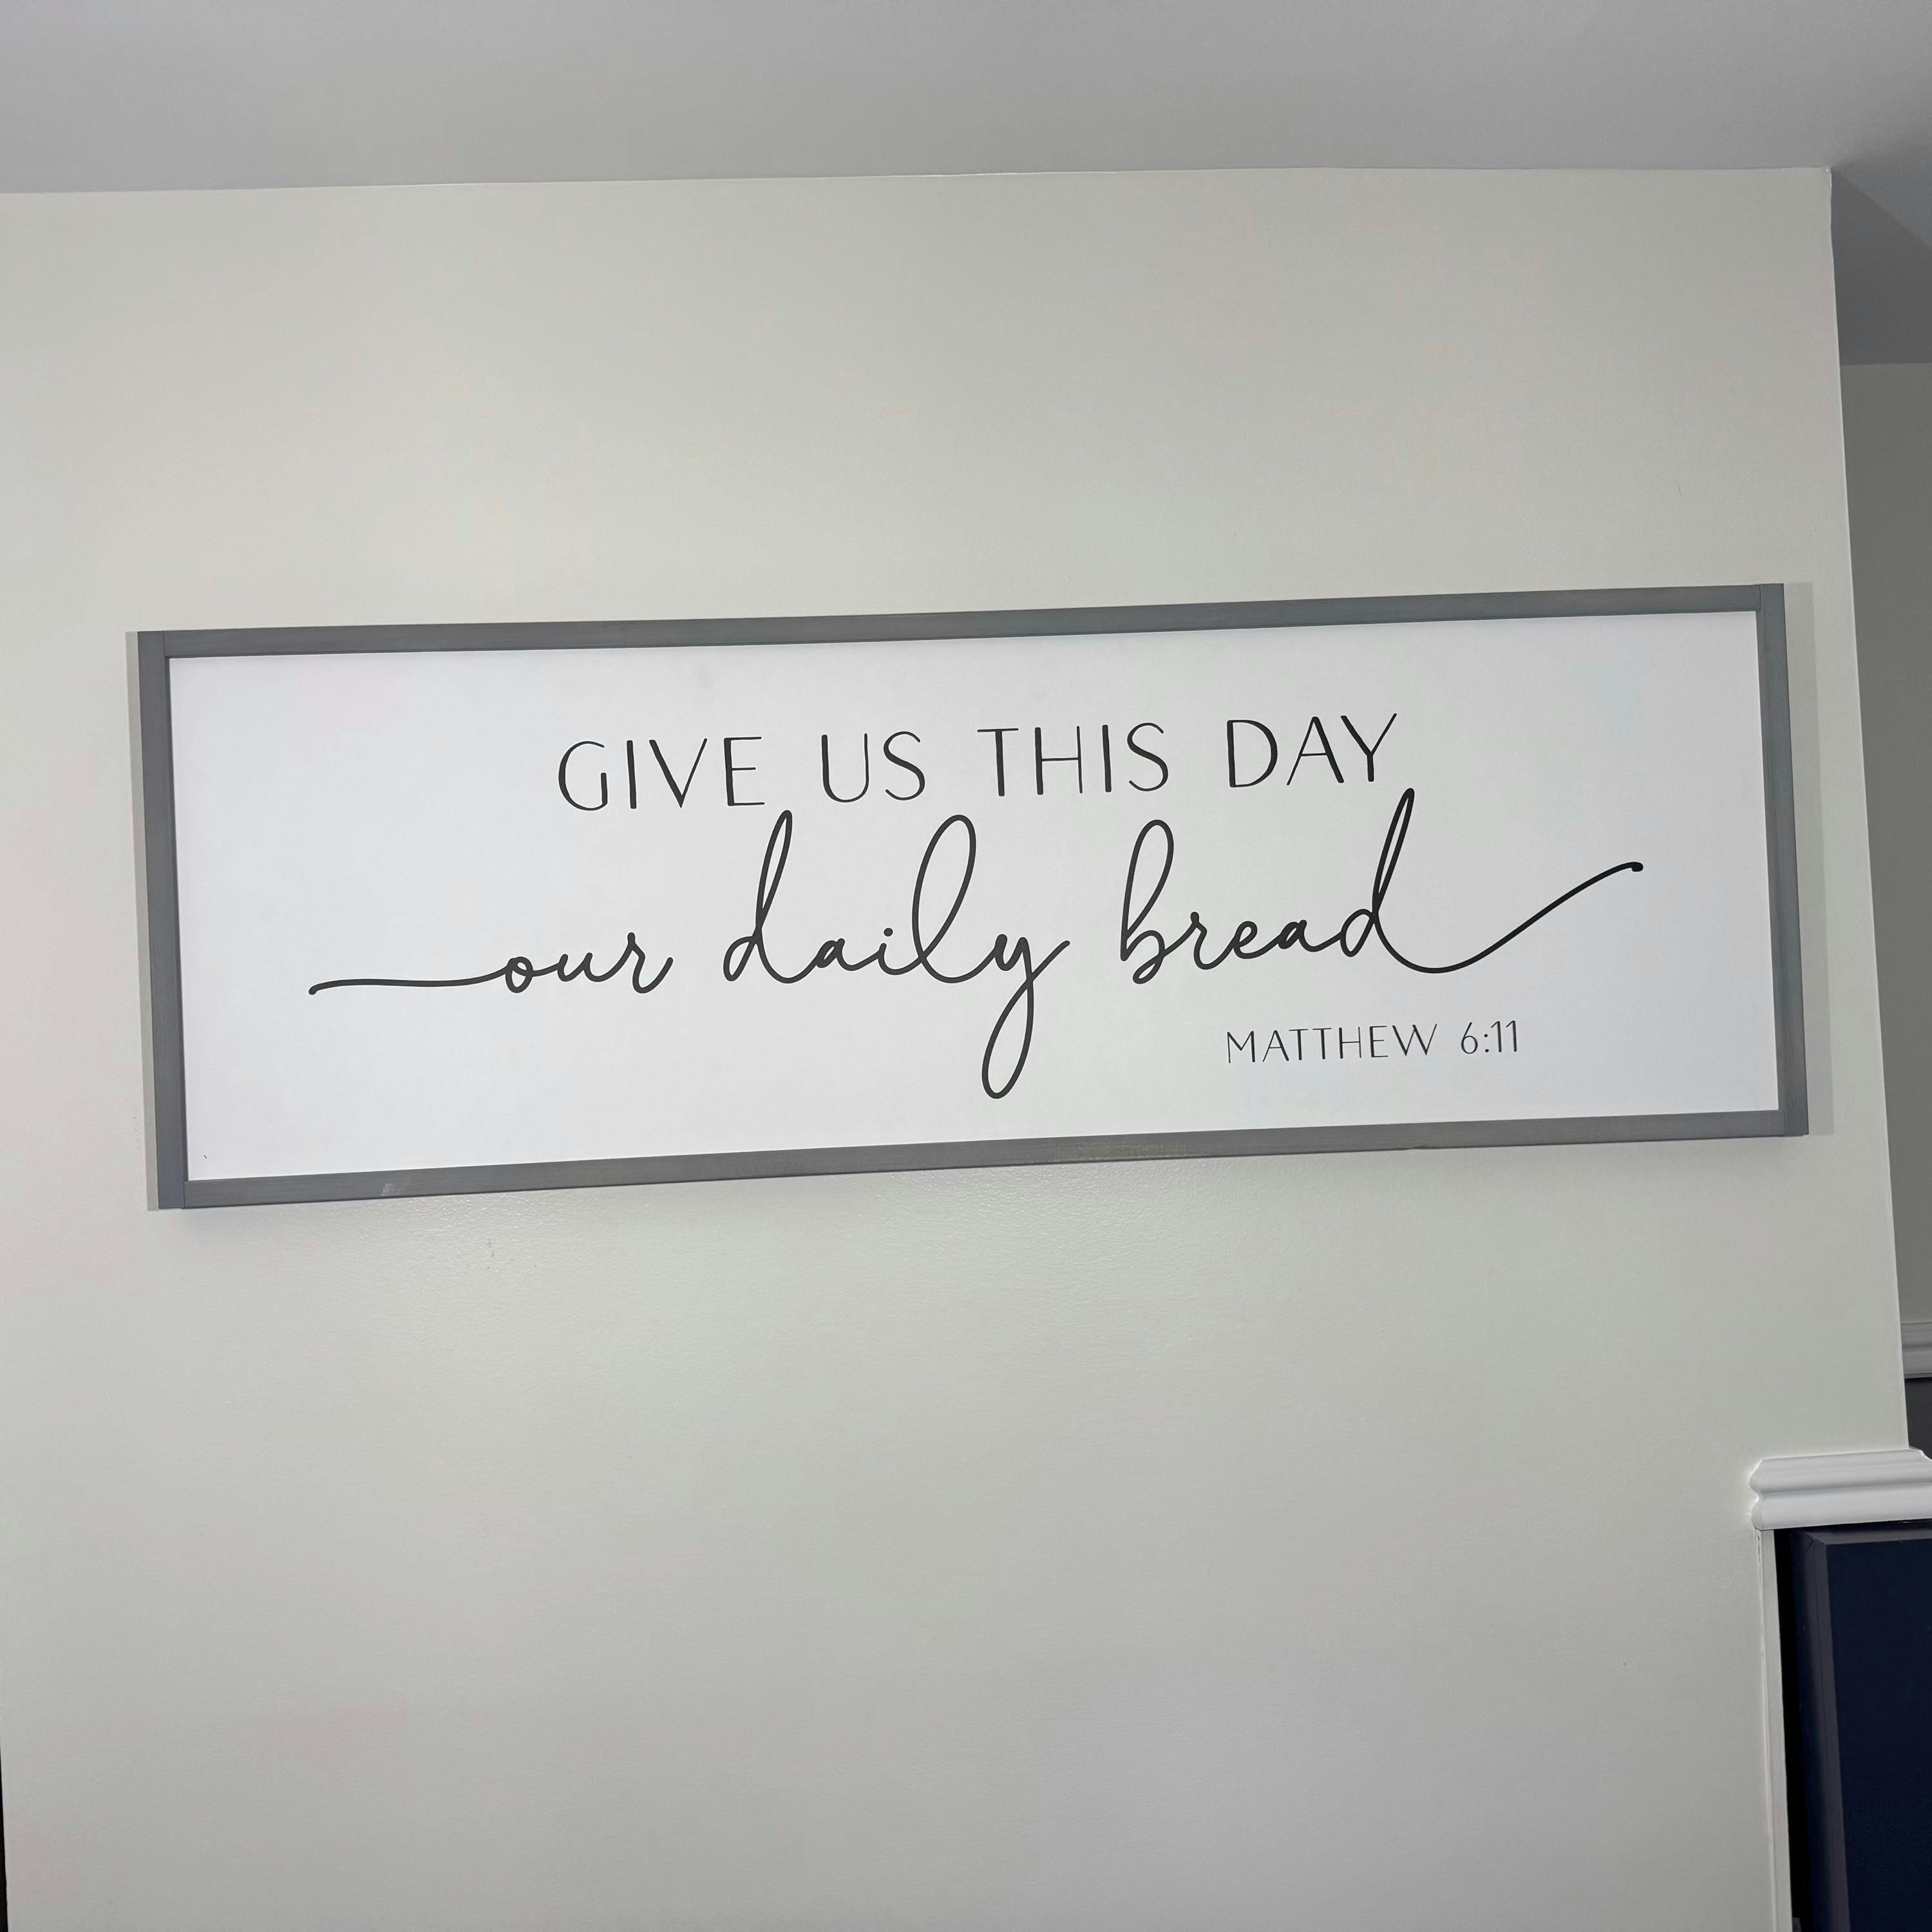 GIVE US THIS DAY
our daily bread
MATTHEW 6:11